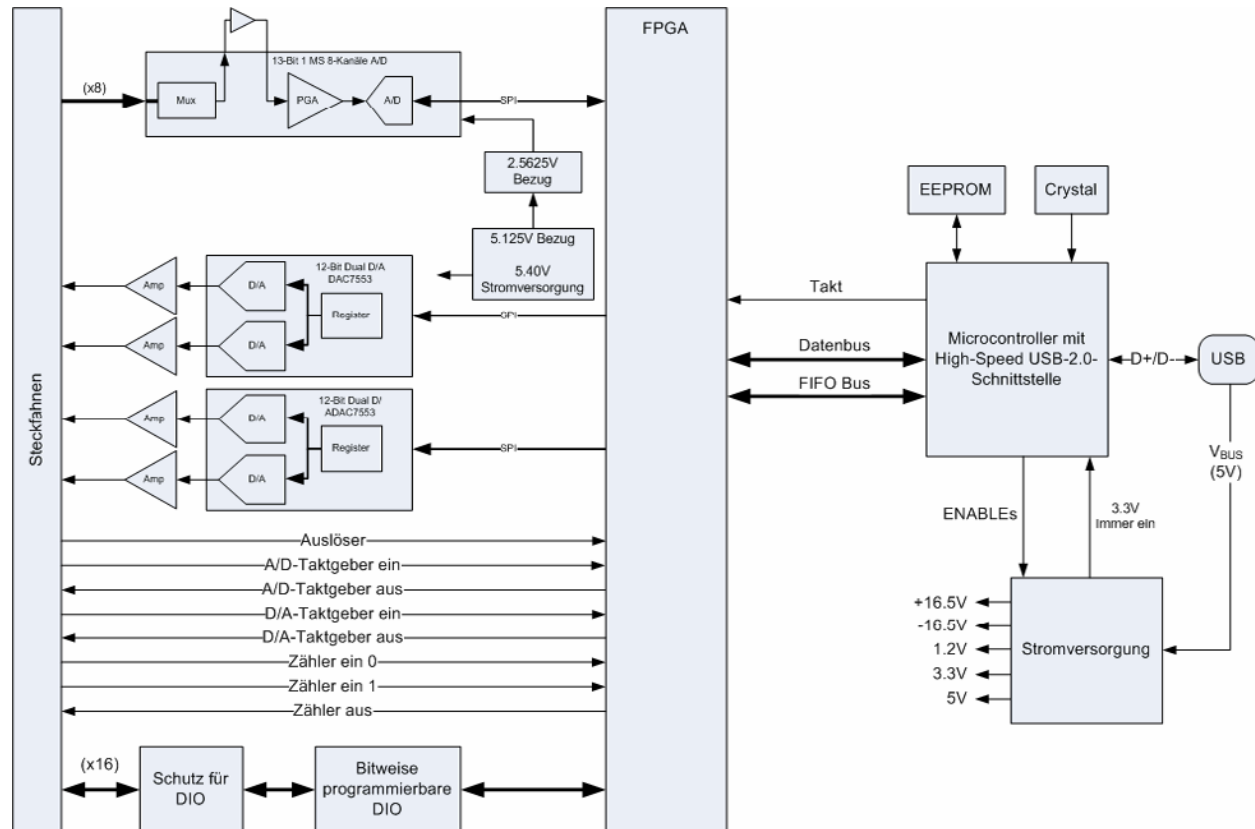 FPGA
13-Bit 1 MS 8-Kanäle A/D
(x8)
Mux
PGA
A/D
SPI
2.5625V
Bezug
5.125V Bezug
5.40V
Stromversorgung
12-Bit Dual D/A
DAC7553
Amp
D/A
Register
Amp
D/A
SPI
12-Bit Dual D/
ADAC7553
Amp
D/A
Register
Amp
D/A
SPI
Steckfahnen
Auslöser
A/D-Taktgeber ein
A/D-Taktgeber aus
D/A-Taktgeber ein
D/A-Taktgeber aus
Zähler ein 0
Zähler ein 1
Zähler aus
(x16)
Schutz für
DIO
Bitweise
programmierbare
DIO
EEPROM
Crystal
Takt
Datenbus
FIFO Bus
Microcontroller mit
High-Speed USB-2.0-
Schnittstelle
D+/D-
USB
VBUS
(5V)
ENABLEs
3.3V
Immer ein
+16.5V
-16.5V
1.2V
3.3V
5V
Stromversorgung